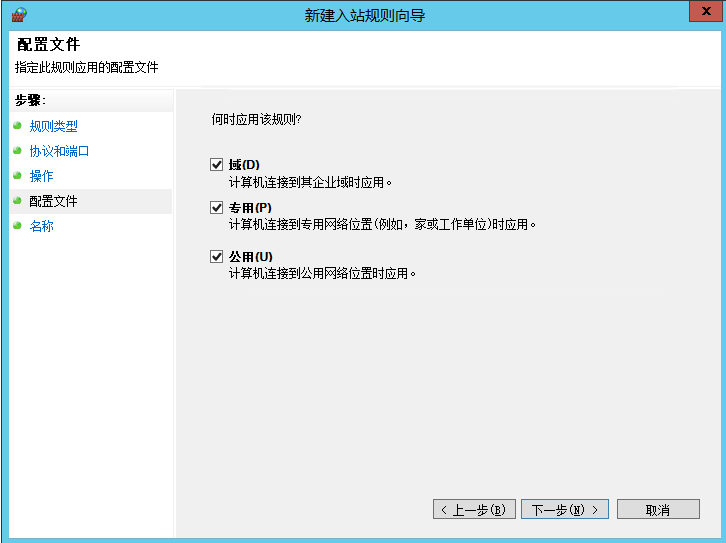 新建入站规则向导
x
配置文件
指定此规则应用的配置文件
步骤:
规则类型
协议和端口
操作
配置文件
名称
何时应用该规则?
域(D)
计算机连接到其企业域时应用。
专用(P)
计算机连接到专用网络位置(例如，家或工作单位)时应用。
公用(U)
计算机连接到公用网络位置时应用。
< 上一步(B)
下一步(N) >
取消